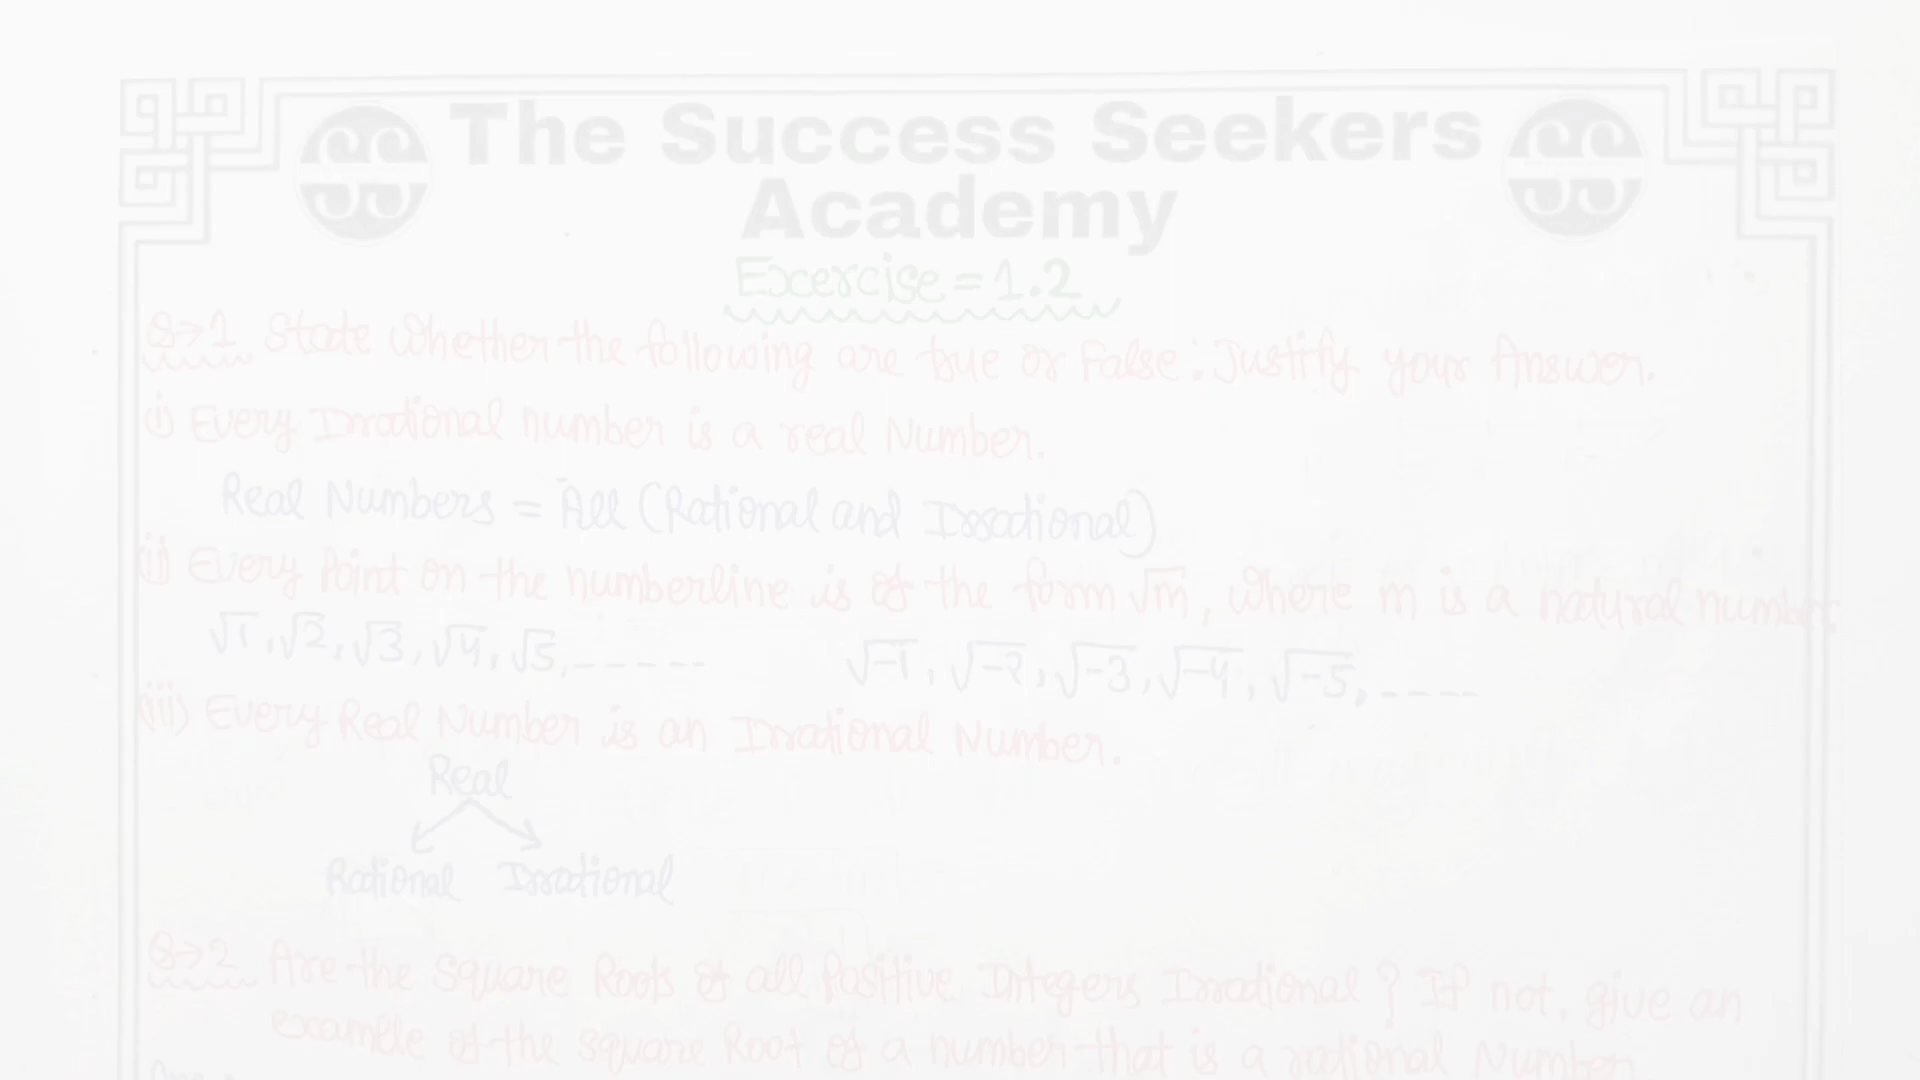 The Success Seekers
Academy
Excercise = 1.2
Q→1 State Whether the following are true or False: Justify your Answer.
(i) Every Irrational number is a real Number.
Real Numbers = All (Rational and Irrational)
(ii) Every Point on the numberline is of the form √m, Where m is a natural number.
√1, √2, √3, √4, √5, ------ √-1, √-2, √-3, √-4, √-5, -----
(iii) Every Real Number is an Irrational Number.
Real
Rational Irrational
Q→2 Are the Square Roots of all Positive Integers Irrational? If not, give an
example of the square Root of a number that is a rational Number